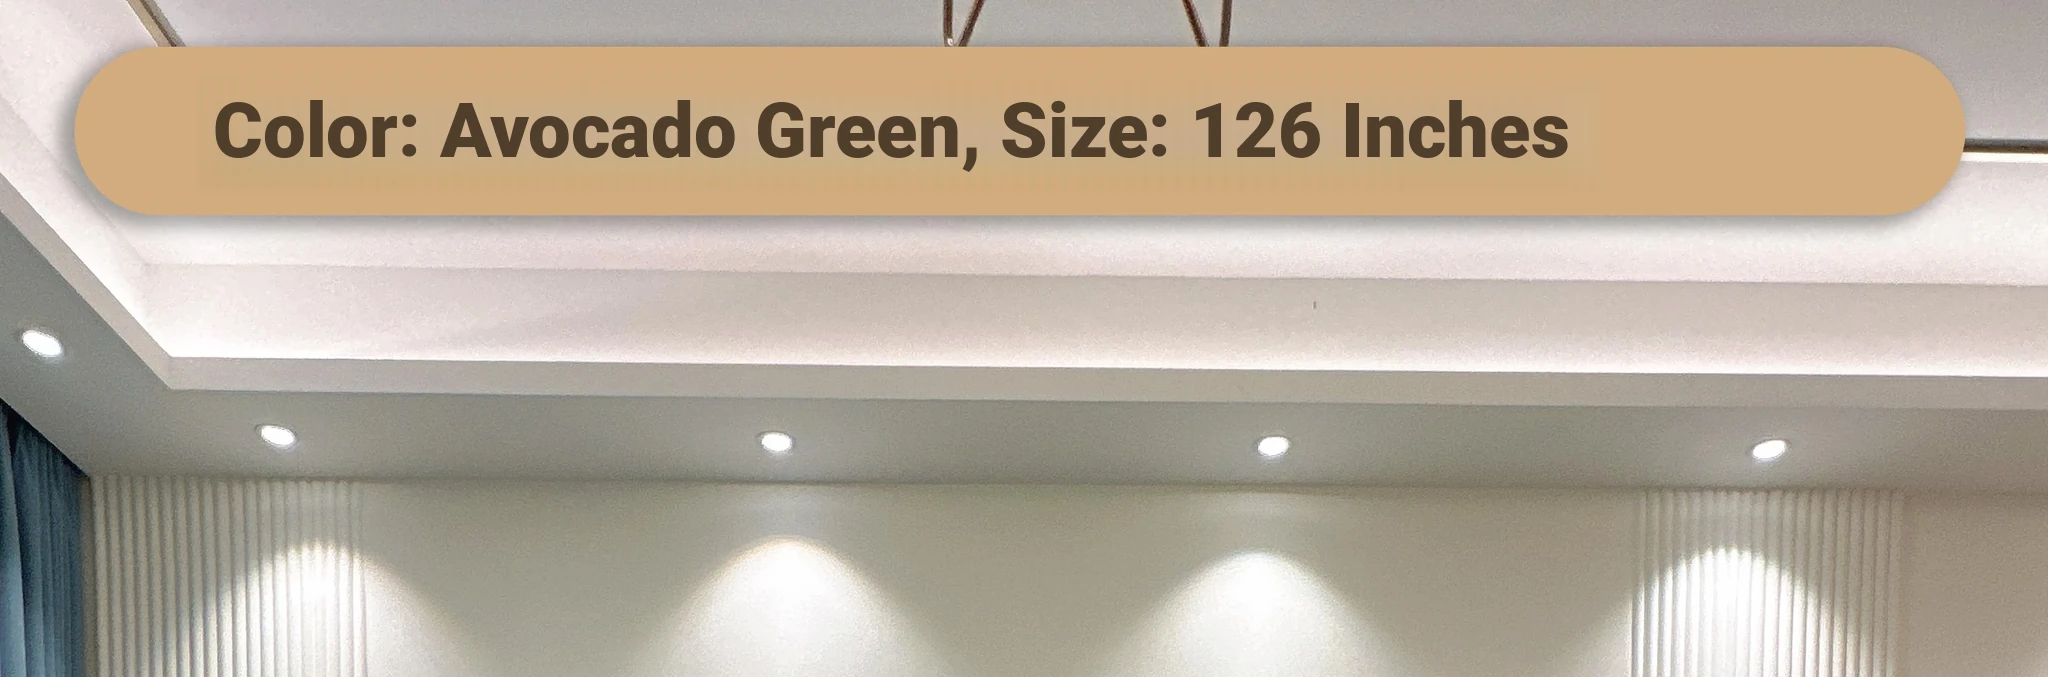 Color: Avocado Green, Size: 126 Inches